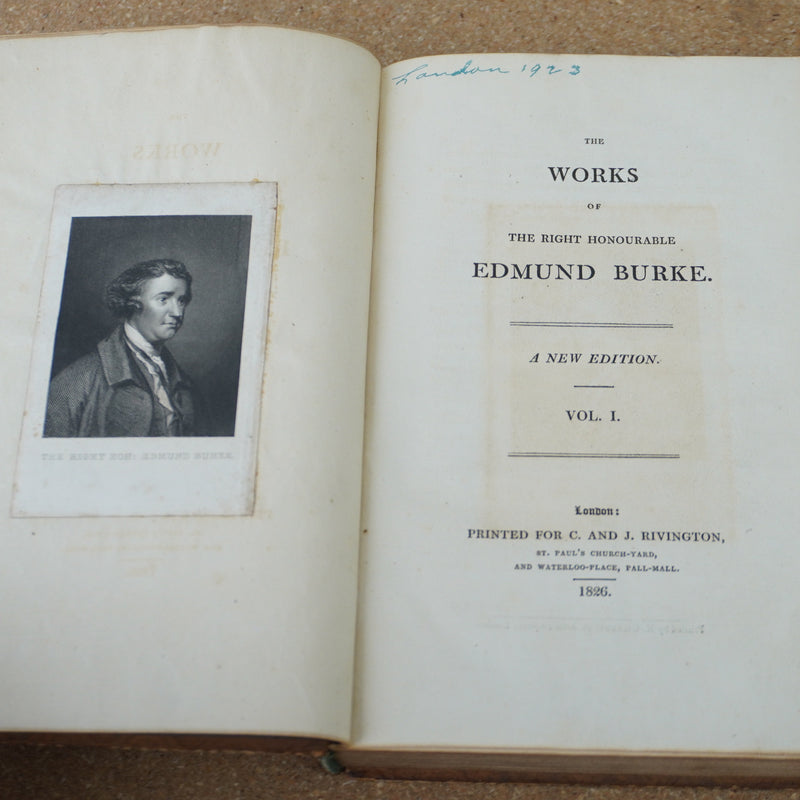 THE RIGHT HON: EDMUND BURKE.
London 1923
THE
WORKS
OF
THE RIGHT HONOURABLE
EDMUND BURKE.
A NEW EDITION.
VOL. I.
London:
PRINTED FOR C. AND J. RIVINGTON,
ST. PAUL'S CHURCH-YARD,
AND WATERLOO-PLACE, PALL-MALL.
1826.